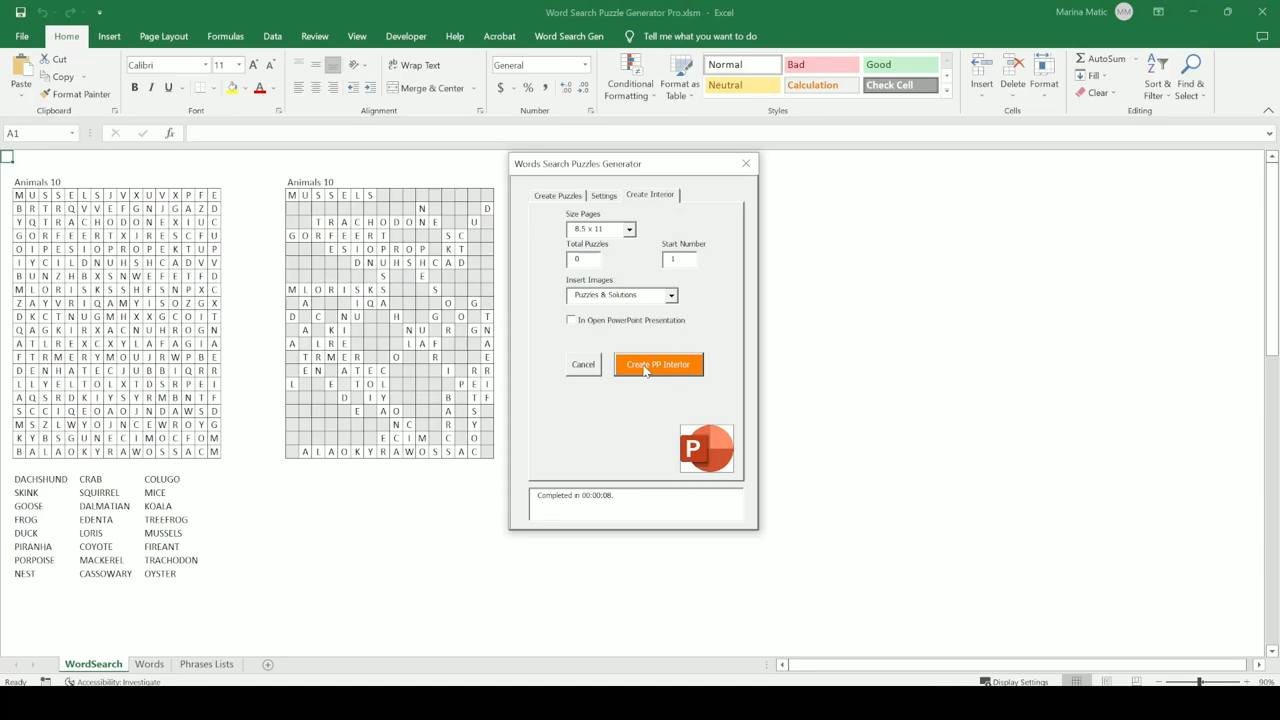 Word Search Puzzle Generator Pro.xlsm - Excel
Marina Matic MM
File Home Insert Page Layout Formulas Data Review View Developer Help Acrobat Word Search Gen Tell me what you want to do
Paste
Cut
Copy
Format Painter
Clipboard
Calibri 11
B I U
Font
Wrap Text
Merge & Center
Alignment
General
$ % ,
Number
Conditional Formatting
Format as Table
Normal Bad Good
Neutral Calculation Check Cell
Styles
Insert Delete Format
Cells
AutoSum
Fill
Clear
Sort & Filter
Find & Select
Editing
A1
fx
Animals 10
M U S S E L S J V X U V X P F E
B R T R Q V V E F G N J G A Z D
Y Q T R A C H O D O N E X I U C
G O R F E E R T X J R E S C F D
O I P E S I O P R O P E K T U P
I Y C I L D N U H S H C A D V V
B U N Z H B X S N W E F E T F D
M L O R I S K S S H F S N P X C
Z A Y V R I Q A M Y I S O Z G X
D K C T N U G M H X X G C O I T
Q A G K I R X A C N U H R O G N
A T L R E X C X Y L A F A G I A
F T R M E R Y M O U J R W P B E
D E N H A T E C J U B B I Q R R
L L Y E L T O L X T D S R P E I
A Q S R D K I Y S Y R M B N T F
S C C I Q E O A O J N D A W S D
M S Z L W Y O J N C W R O Y G
K Y B S G U N E C I M O C F O M
B A L A O K Y R A W O S S A C M
Animals 10
M U S S E L S
N D
T R A C H O D O N E U
G O R F E E R T S C
E S I O P R O P K T
D N U H S H C A D
S E
M L O R I S K S S
A I Q A O G
D C N U H G O T
A K I N U R G N
A L R E L A F A
T R M E R O R E
E N A T E C I R
L E T O L P E I
D I Y B T F
E A O A S
N C R Y
E C I M C O
A L A O K Y R A W O S S A C
DACHSHUND CRAB COLUGO
SKINK SQUIRREL MICE
GOOSE DALMATIAN KOALA
FROG EDENTA TREEFROG
DUCK LORIS MUSSELS
PIRANHA COYOTE FIREANT
PORPOISE MACKEREL TRACHODON
NEST CASSOWARY OYSTER
Words Search Puzzles Generator
Create Puzzles Settings Create Interior
Size Pages
8.5 x 11
Total Puzzles Start Number
0 1
Insert Images
Puzzles & Solutions
In Open PowerPoint Presentation
Cancel Create PP Interior
P
Completed in 00:00:08.
WordSearch Words Phrases Lists
Ready Accessibility: Investigate Display Settings 90%